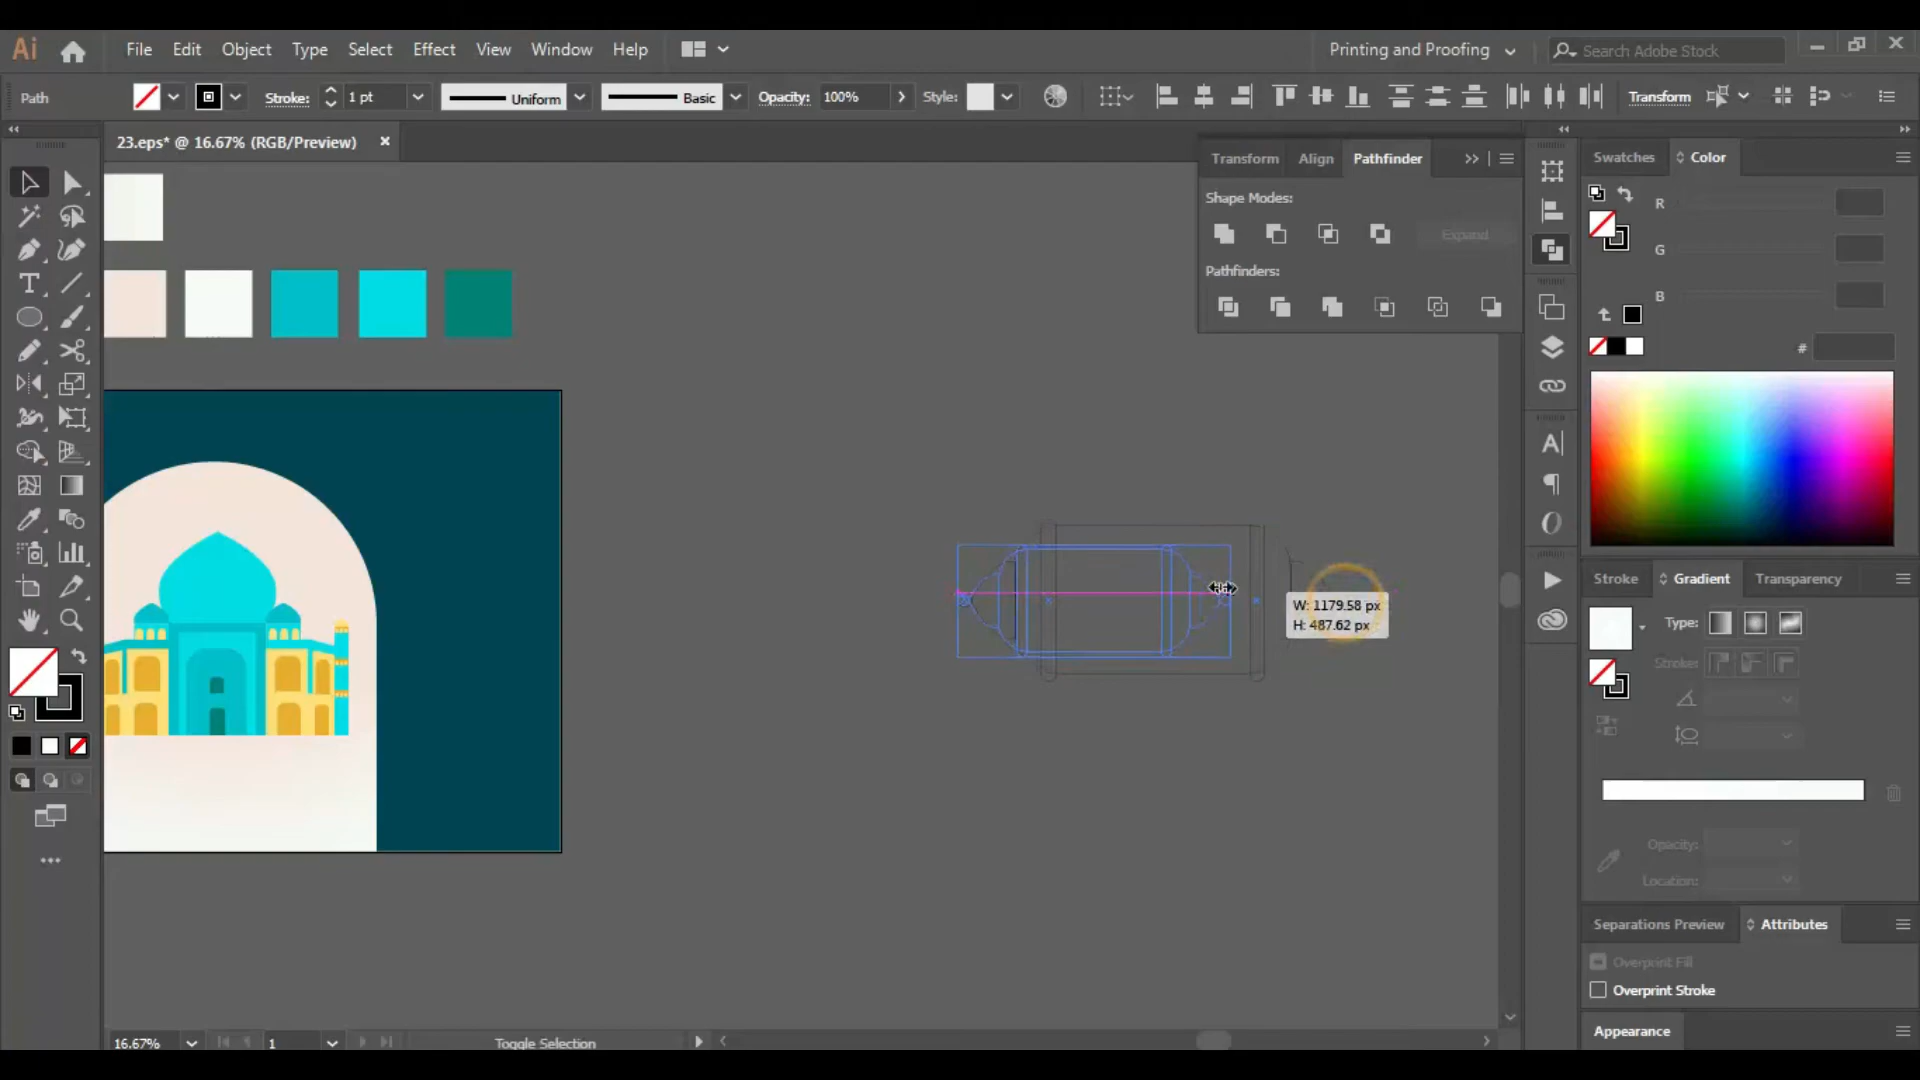 Ai File Edit Object Type Select Effect View Window Help Printing and Proofing Search Adobe Stock
Path Stroke: 1 pt Uniform Basic Opacity: 100% Style: Transform
23.eps* @ 16.67% (RGB/Preview)
Transform Align Pathfinder
Shape Modes:
Expand
Pathfinders:
Swatches Color
R
G
B
#
W: 1179.58 px
H: 487.62 px
Stroke Gradient Transparency
Type:
Stroke:
Opacity:
Location:
Separations Preview Attributes
Overprint Fill
Overprint Stroke
Appearance
16.67% 1 Toggle Selection